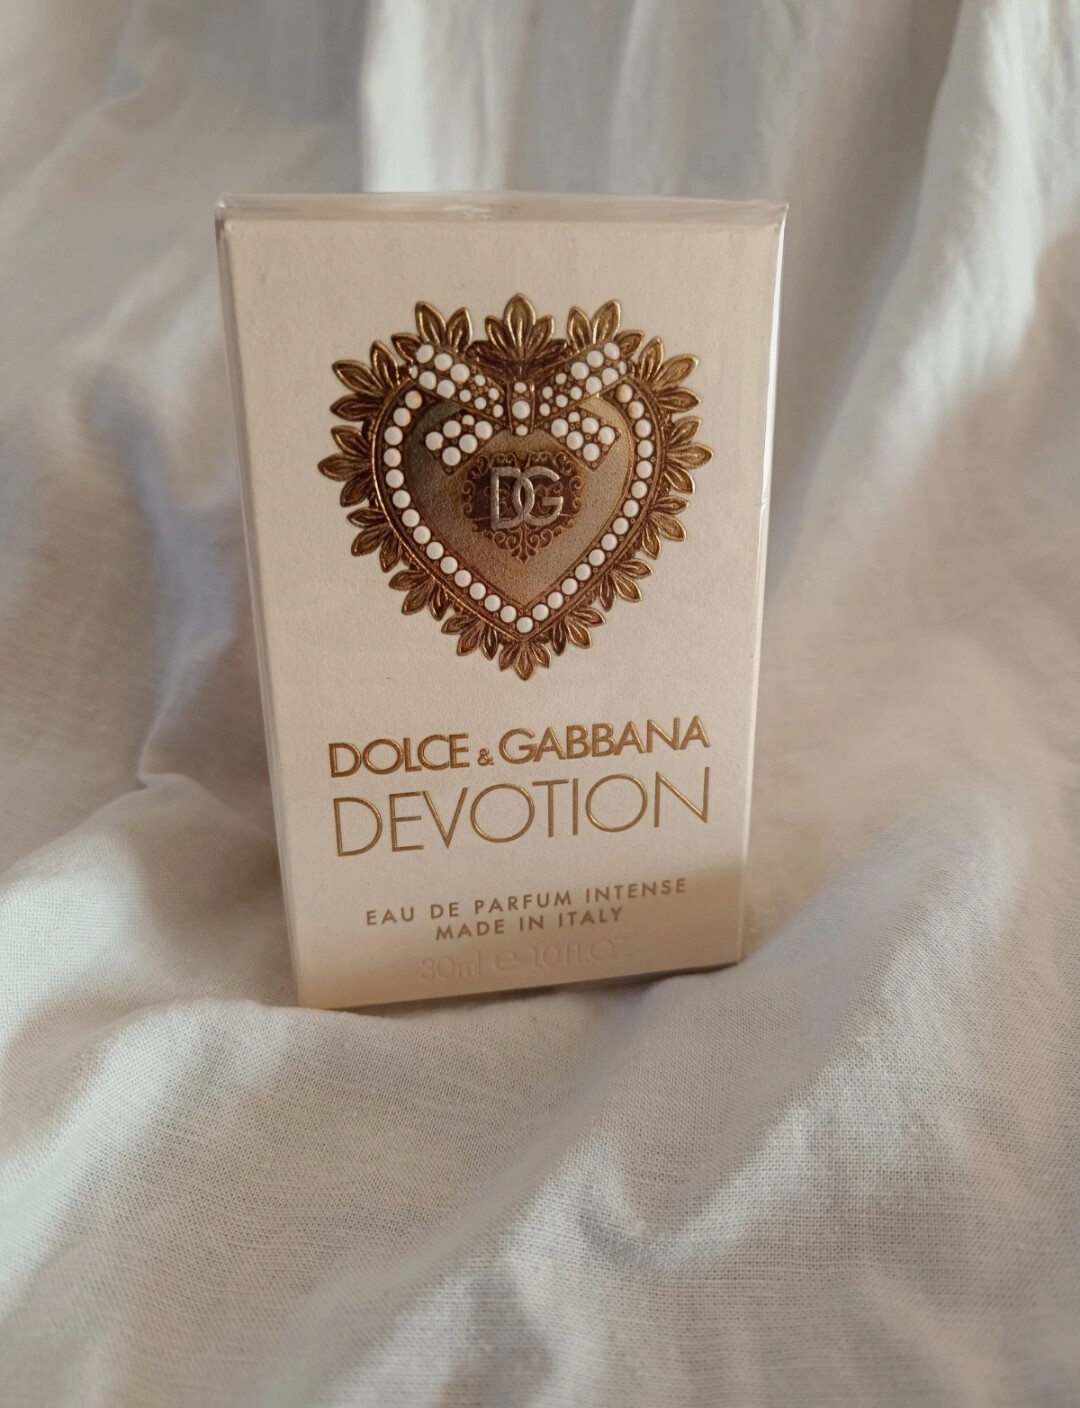 DG
DOLCE & GABBANA
DEVOTION
EAU DE PARFUM INTENSE
MADE IN ITALY
30ml ℮ 1.0 FL.OZ.